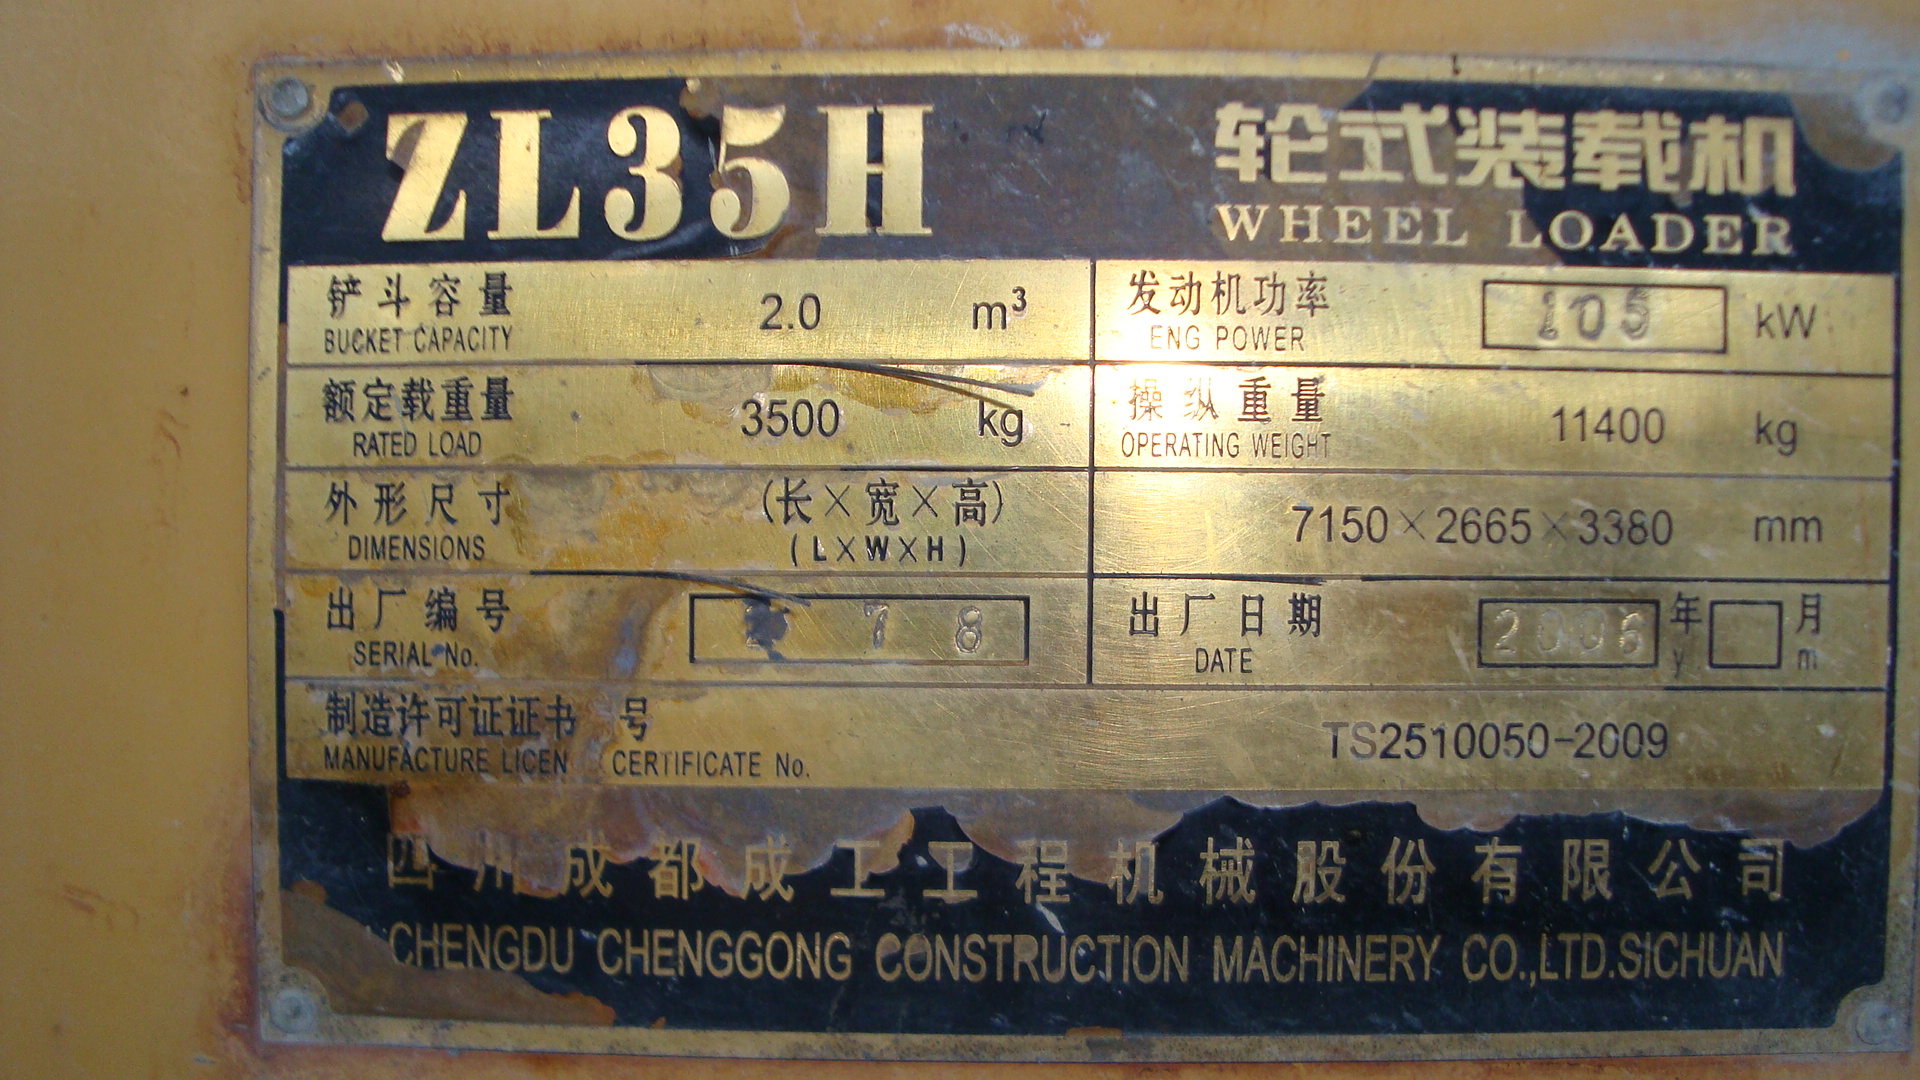 ZL35H 轮式装载机
WHEEL LOADER
铲斗容量 2.0 m³ 发动机功率 105 kW
BUCKET CAPACITY ENG POWER
额定载重量 3500 kg 操纵重量 11400 kg
RATED LOAD OPERATING WEIGHT
外形尺寸 (长×宽×高) 7150×2665×3380 mm
DIMENSIONS (L×W×H)
出厂编号 78 出厂日期 2006 年 月
SERIAL No. DATE y m
制造许可证证书 号 TS2510050-2009
MANUFACTURE LICEN CERTIFICATE No.
四川成都成工工程机械股份有限公司
CHENGDU CHENGGONG CONSTRUCTION MACHINERY CO.,LTD.SICHUAN